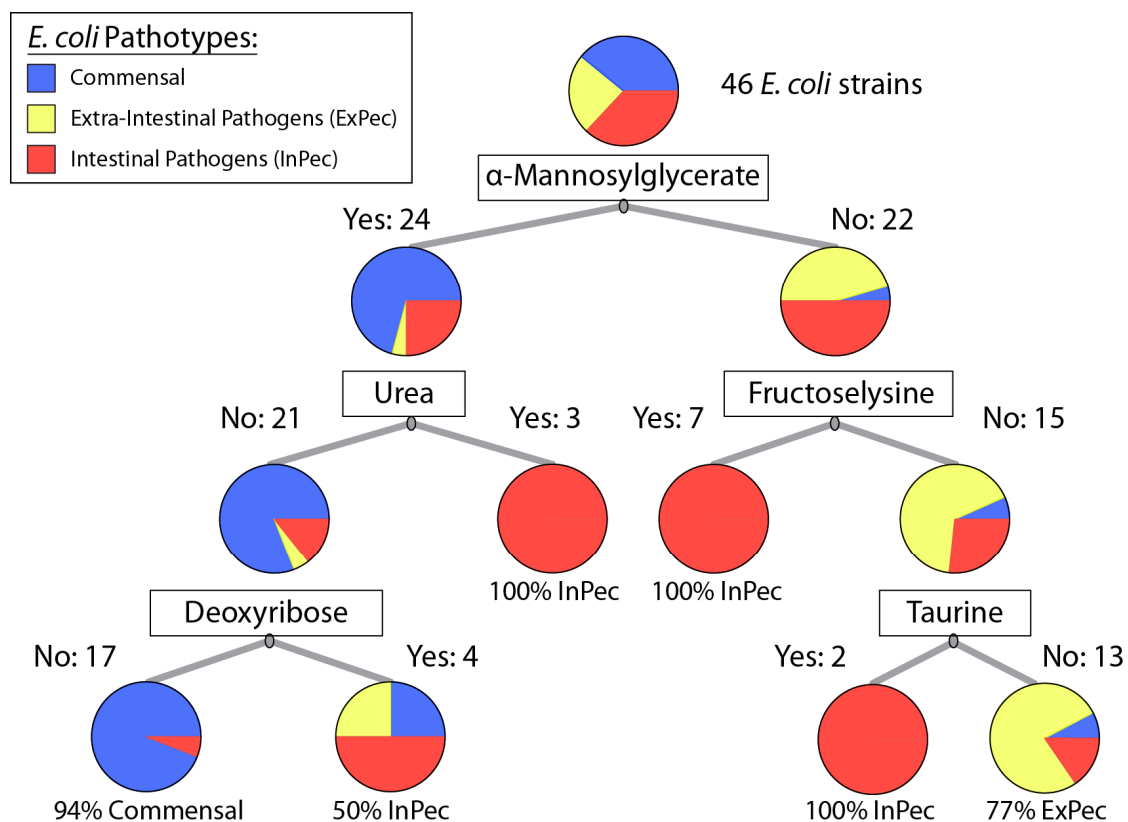 E. coli Pathotypes:
Commensal
Extra-Intestinal Pathogens (ExPec)
Intestinal Pathogens (InPec)
46 E. coli strains
α-Mannosylglycerate
Yes: 24
No: 22
Urea
Fructoselysine
No: 21
Yes: 3
Yes: 7
No: 15
100% InPec
100% InPec
Deoxyribose
Taurine
No: 17
Yes: 4
Yes: 2
No: 13
94% Commensal
50% InPec
100% InPec
77% ExPec